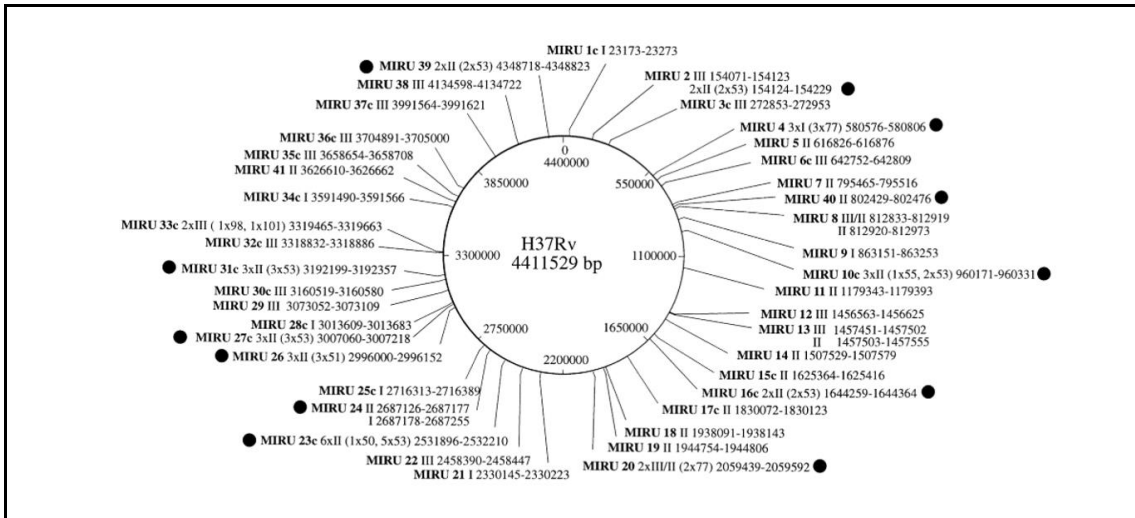 MIRU 1c I 23173-23273
MIRU 2 III 154071-154123
2xII (2x53) 154124-154229
MIRU 3c III 272853-272953
MIRU 4 3xI (3x77) 580576-580806
MIRU 5 II 616826-616876
MIRU 6c III 642752-642809
MIRU 7 II 795465-795516
MIRU 40 II 802429-802476
MIRU 8 III/II 812833-812919
II 812920-812973
MIRU 9 I 863151-863253
MIRU 10c 3xII (1x55, 2x53) 960171-960331
MIRU 11 II 1179343-1179393
MIRU 12 III 1456563-1456625
MIRU 13 III 1457451-1457502
II 1457503-1457555
MIRU 14 II 1507529-1507579
MIRU 15c II 1625364-1625416
MIRU 16c 2xII (2x53) 1644259-1644364
MIRU 17c II 1830072-1830123
MIRU 18 II 1938091-1938143
MIRU 19 II 1944754-1944806
MIRU 20 2xIII/II (2x77) 2059439-2059592
MIRU 21 I 2330145-2330223
MIRU 22 III 2458390-2458447
MIRU 23c 6xII (1x50, 5x53) 2531896-2532210
MIRU 24 II 2687126-2687177
I 2687178-2687255
MIRU 25c I 2716313-2716389
MIRU 26 3xII (3x51) 2996000-2996152
MIRU 27c 3xII (3x53) 3007060-3007218
MIRU 28c I 3013609-3013683
MIRU 29 III 3073052-3073109
MIRU 30c III 3160519-3160580
MIRU 31c 3xII (3x53) 3192199-3192357
MIRU 32c III 3318832-3318886
MIRU 33c 2xIII ( 1x98, 1x101) 3319465-3319663
MIRU 34c I 3591490-3591566
MIRU 41 II 3626610-3626662
MIRU 35c III 3658654-3658708
MIRU 36c III 3704891-3705000
MIRU 37c III 3991564-3991621
MIRU 38 III 4134598-4134722
MIRU 39 2xII (2x53) 4348718-4348823
0
4400000
550000
1100000
1650000
2200000
2750000
3300000
3850000
H37Rv
4411529 bp